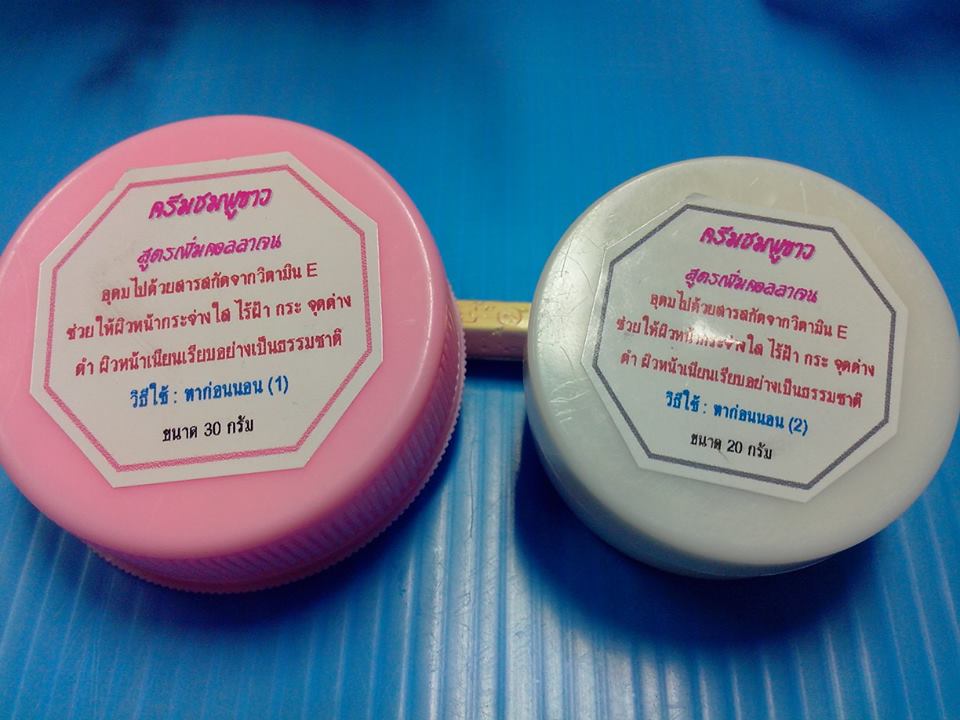 ครีมชมพูขาว
สูตรเพิ่มคอลลาเจน
อุดมไปด้วยสารสกัดจากวิตามิน E
ช่วยให้ผิวหน้ากระจ่างใส ไร้ฝ้า กระ จุดด่าง
ดำ ผิวหน้าเนียนเรียบอย่างเป็นธรรมชาติ
วิธีใช้ : ทาก่อนนอน (1)
ขนาด 30 กรัม
ครีมชมพูขาว
สูตรเพิ่มคอลลาเจน
อุดมไปด้วยสารสกัดจากวิตามิน E
ช่วยให้ผิวหน้ากระจ่างใส ไร้ฝ้า กระ จุดด่าง
ดำ ผิวหน้าเนียนเรียบอย่างเป็นธรรมชาติ
วิธีใช้ : ทาก่อนนอน (2)
ขนาด 20 กรัม